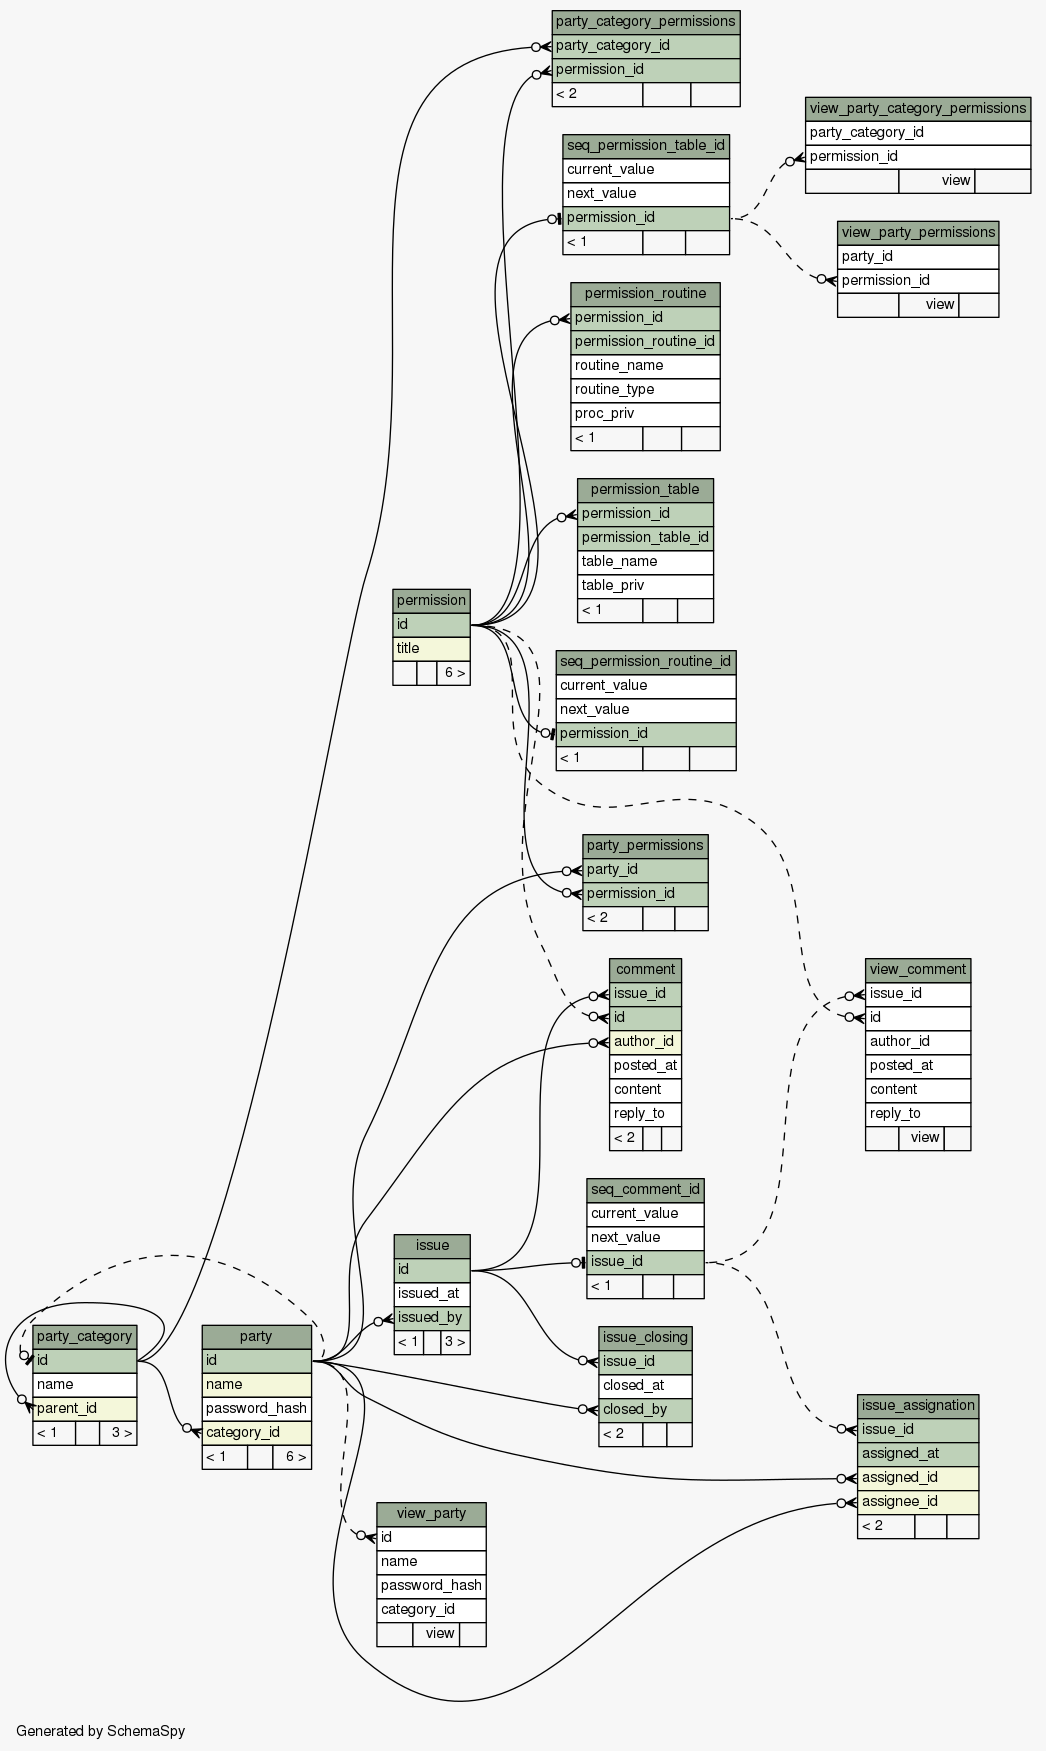 party_category_permissions
party_category_id
permission_id
< 2
view_party_category_permissions
party_category_id
permission_id
view
seq_permission_table_id
current_value
next_value
permission_id
< 1
view_party_permissions
party_id
permission_id
view
permission_routine
permission_id
permission_routine_id
routine_name
routine_type
proc_priv
< 1
permission_table
permission_id
permission_table_id
table_name
table_priv
< 1
permission
id
title
6 >
seq_permission_routine_id
current_value
next_value
permission_id
< 1
party_permissions
party_id
permission_id
< 2
comment
issue_id
id
author_id
posted_at
content
reply_to
< 2
view_comment
issue_id
id
author_id
posted_at
content
reply_to
view
seq_comment_id
current_value
next_value
issue_id
< 1
issue
id
issued_at
issued_by
< 1 3 >
party_category
id
name
parent_id
< 1 3 >
party
id
name
password_hash
category_id
< 1 6 >
issue_closing
issue_id
closed_at
closed_by
< 2
issue_assignation
issue_id
assigned_at
assigned_id
assignee_id
< 2
view_party
id
name
password_hash
category_id
view
Generated by SchemaSpy